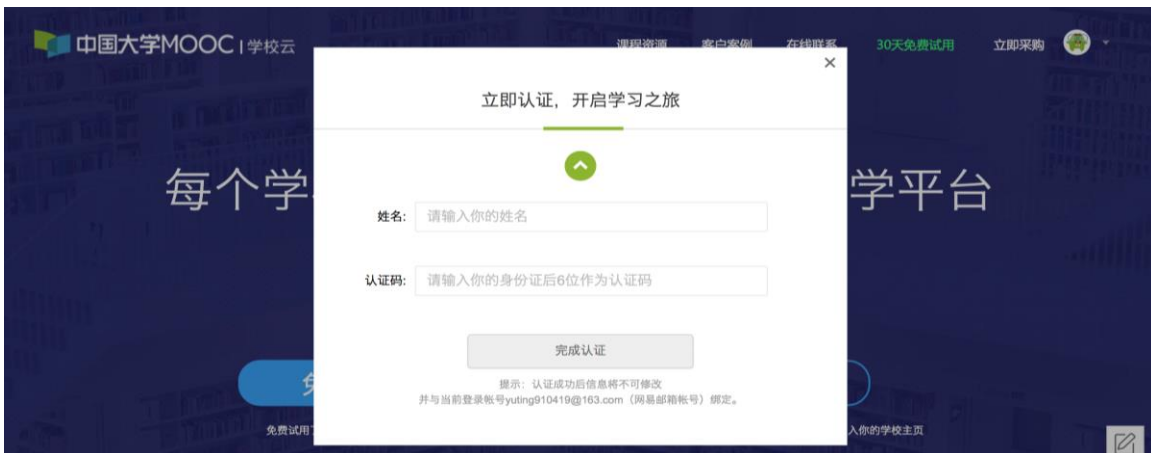 中国大学MOOC | 学校云
课程资源 客户案例 在线联系 30天免费试用 立即采购
×
立即认证，开启学习之旅
每个学 学平台
姓名: 请输入你的姓名
认证码: 请输入你的身份证后6位作为认证码
完成认证
提示：认证成功后信息将不可修改
并与当前登录帐号yuting910419@163.com（网易邮箱帐号）绑定。
免费试用 入你的学校主页